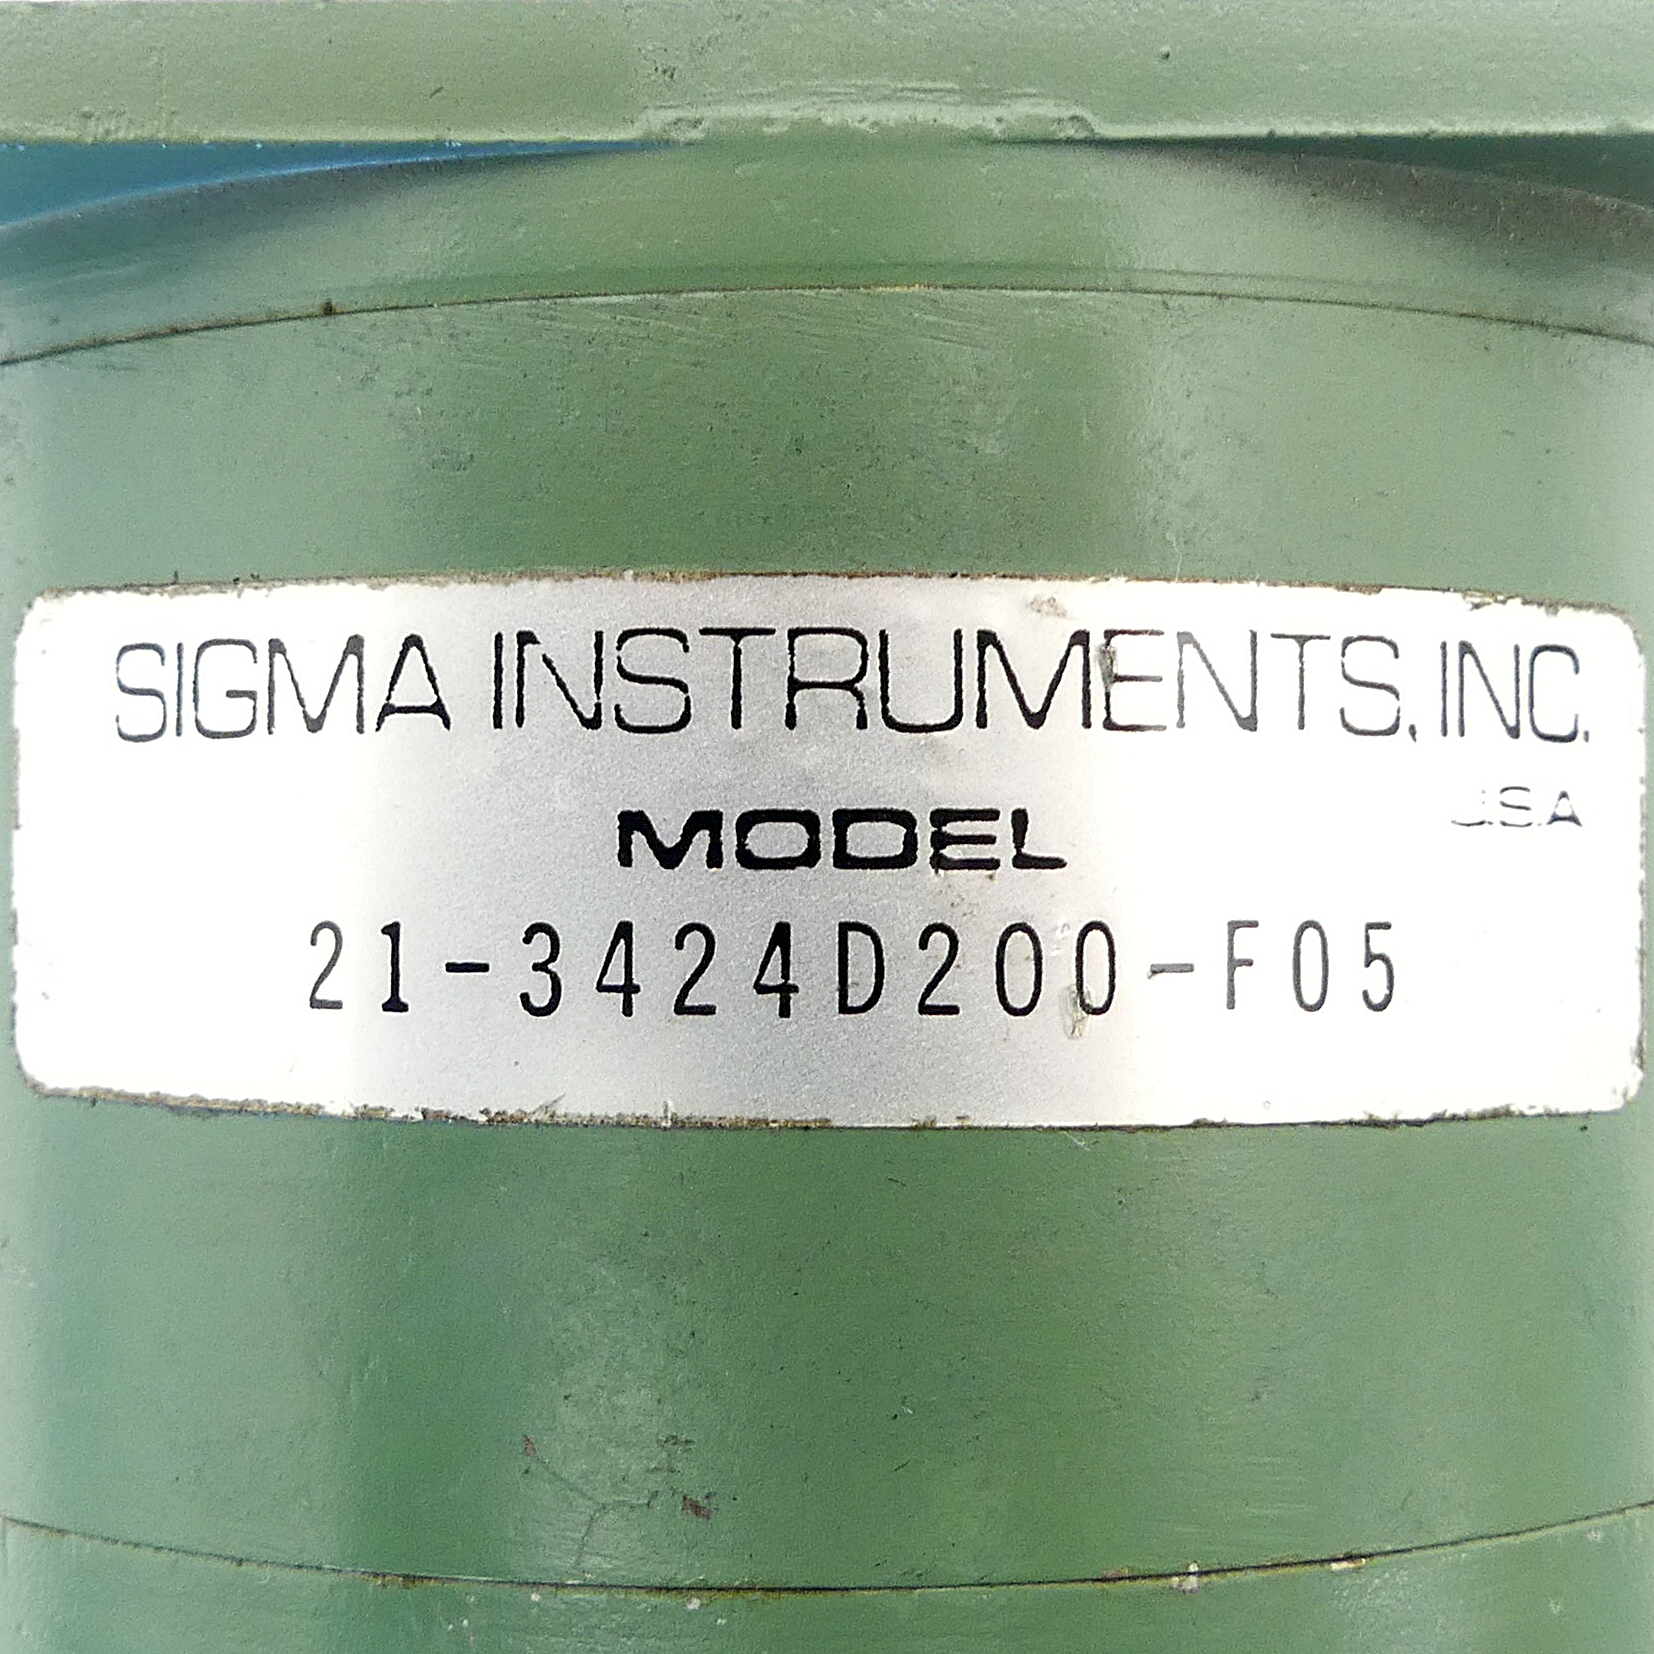 SIGMA INSTRUMENTS, INC.
U.S.A
MODEL
21-3424D200-F05